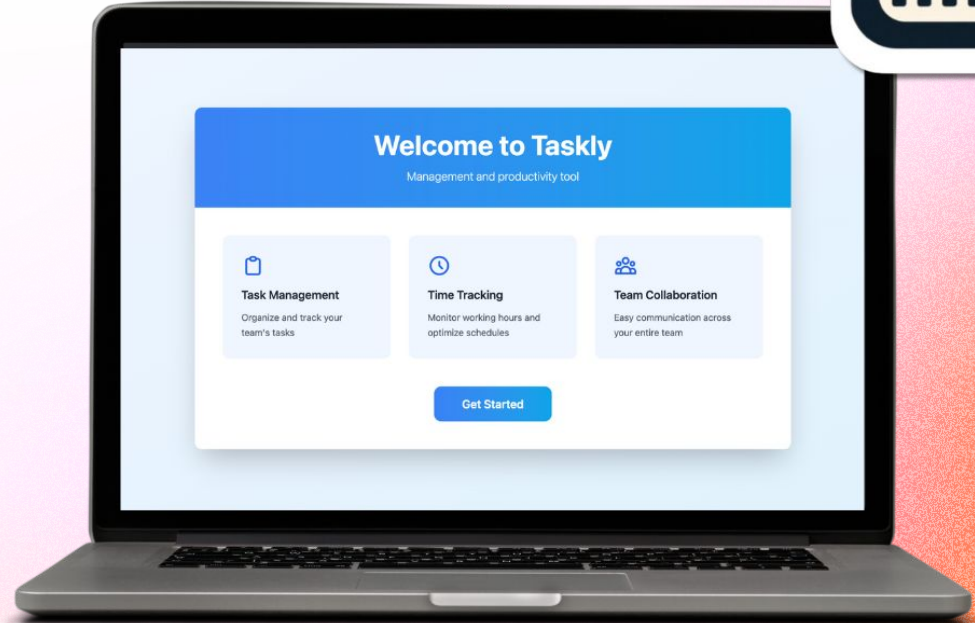 Welcome to Taskly
Management and productivity tool
Task Management
Organize and track your
team's tasks
Time Tracking
Monitor working hours and
optimize schedules
Team Collaboration
Easy communication across
your entire team
Get Started